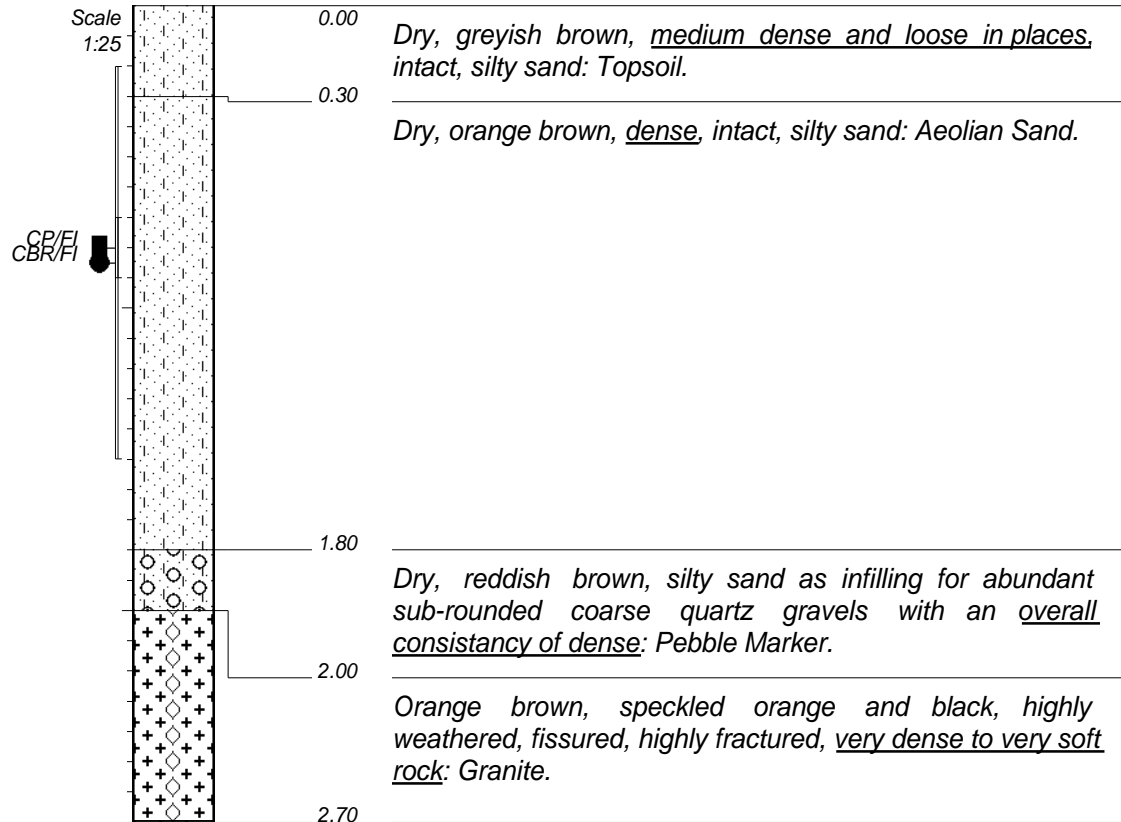 Scale
1:25
0.00
Dry, greyish brown, medium dense and loose in places,
intact, silty sand: Topsoil.
0.30
Dry, orange brown, dense, intact, silty sand: Aeolian Sand.
CP/FI
CBR/FI
1.80
Dry, reddish brown, silty sand as infilling for abundant
sub-rounded coarse quartz gravels with an overall
consistancy of dense: Pebble Marker.
2.00
Orange brown, speckled orange and black, highly
weathered, fissured, highly fractured, very dense to very soft
rock: Granite.
2.70